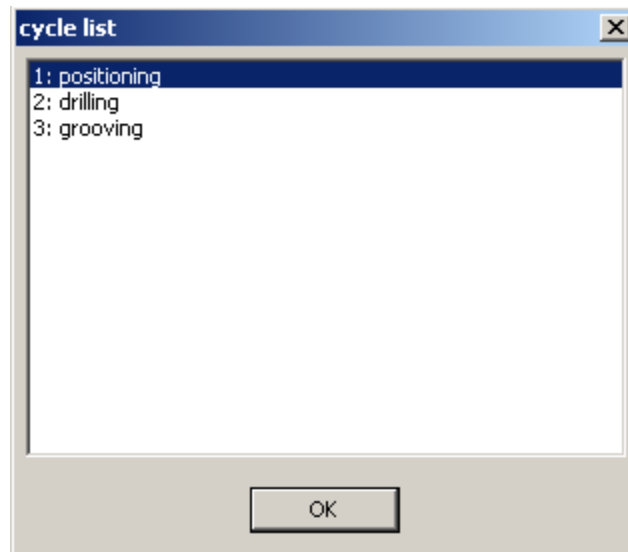 cycle list
1: positioning
2: drilling
3: grooving
OK